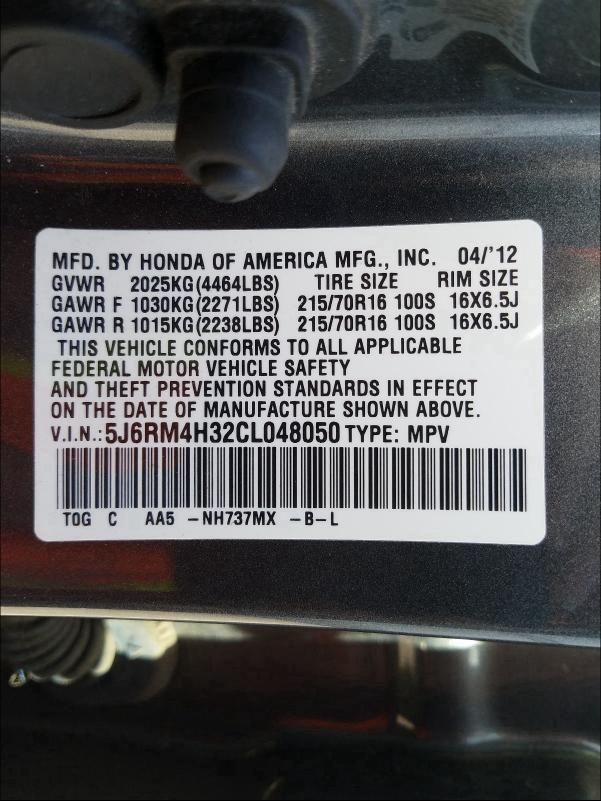 MFD. BY HONDA OF AMERICA MFG., INC. 04/'12
GVWR 2025KG(4464LBS) TIRE SIZE RIM SIZE
GAWR F 1030KG(2271LBS) 215/70R16 100S 16X6.5J
GAWR R 1015KG(2238LBS) 215/70R16 100S 16X6.5J
THIS VEHICLE CONFORMS TO ALL APPLICABLE
FEDERAL MOTOR VEHICLE SAFETY
AND THEFT PREVENTION STANDARDS IN EFFECT
ON THE DATE OF MANUFACTURE SHOWN ABOVE.
V.I.N.:5J6RM4H32CL048050 TYPE: MPV
TOG C AA5 -NH737MX -B-L